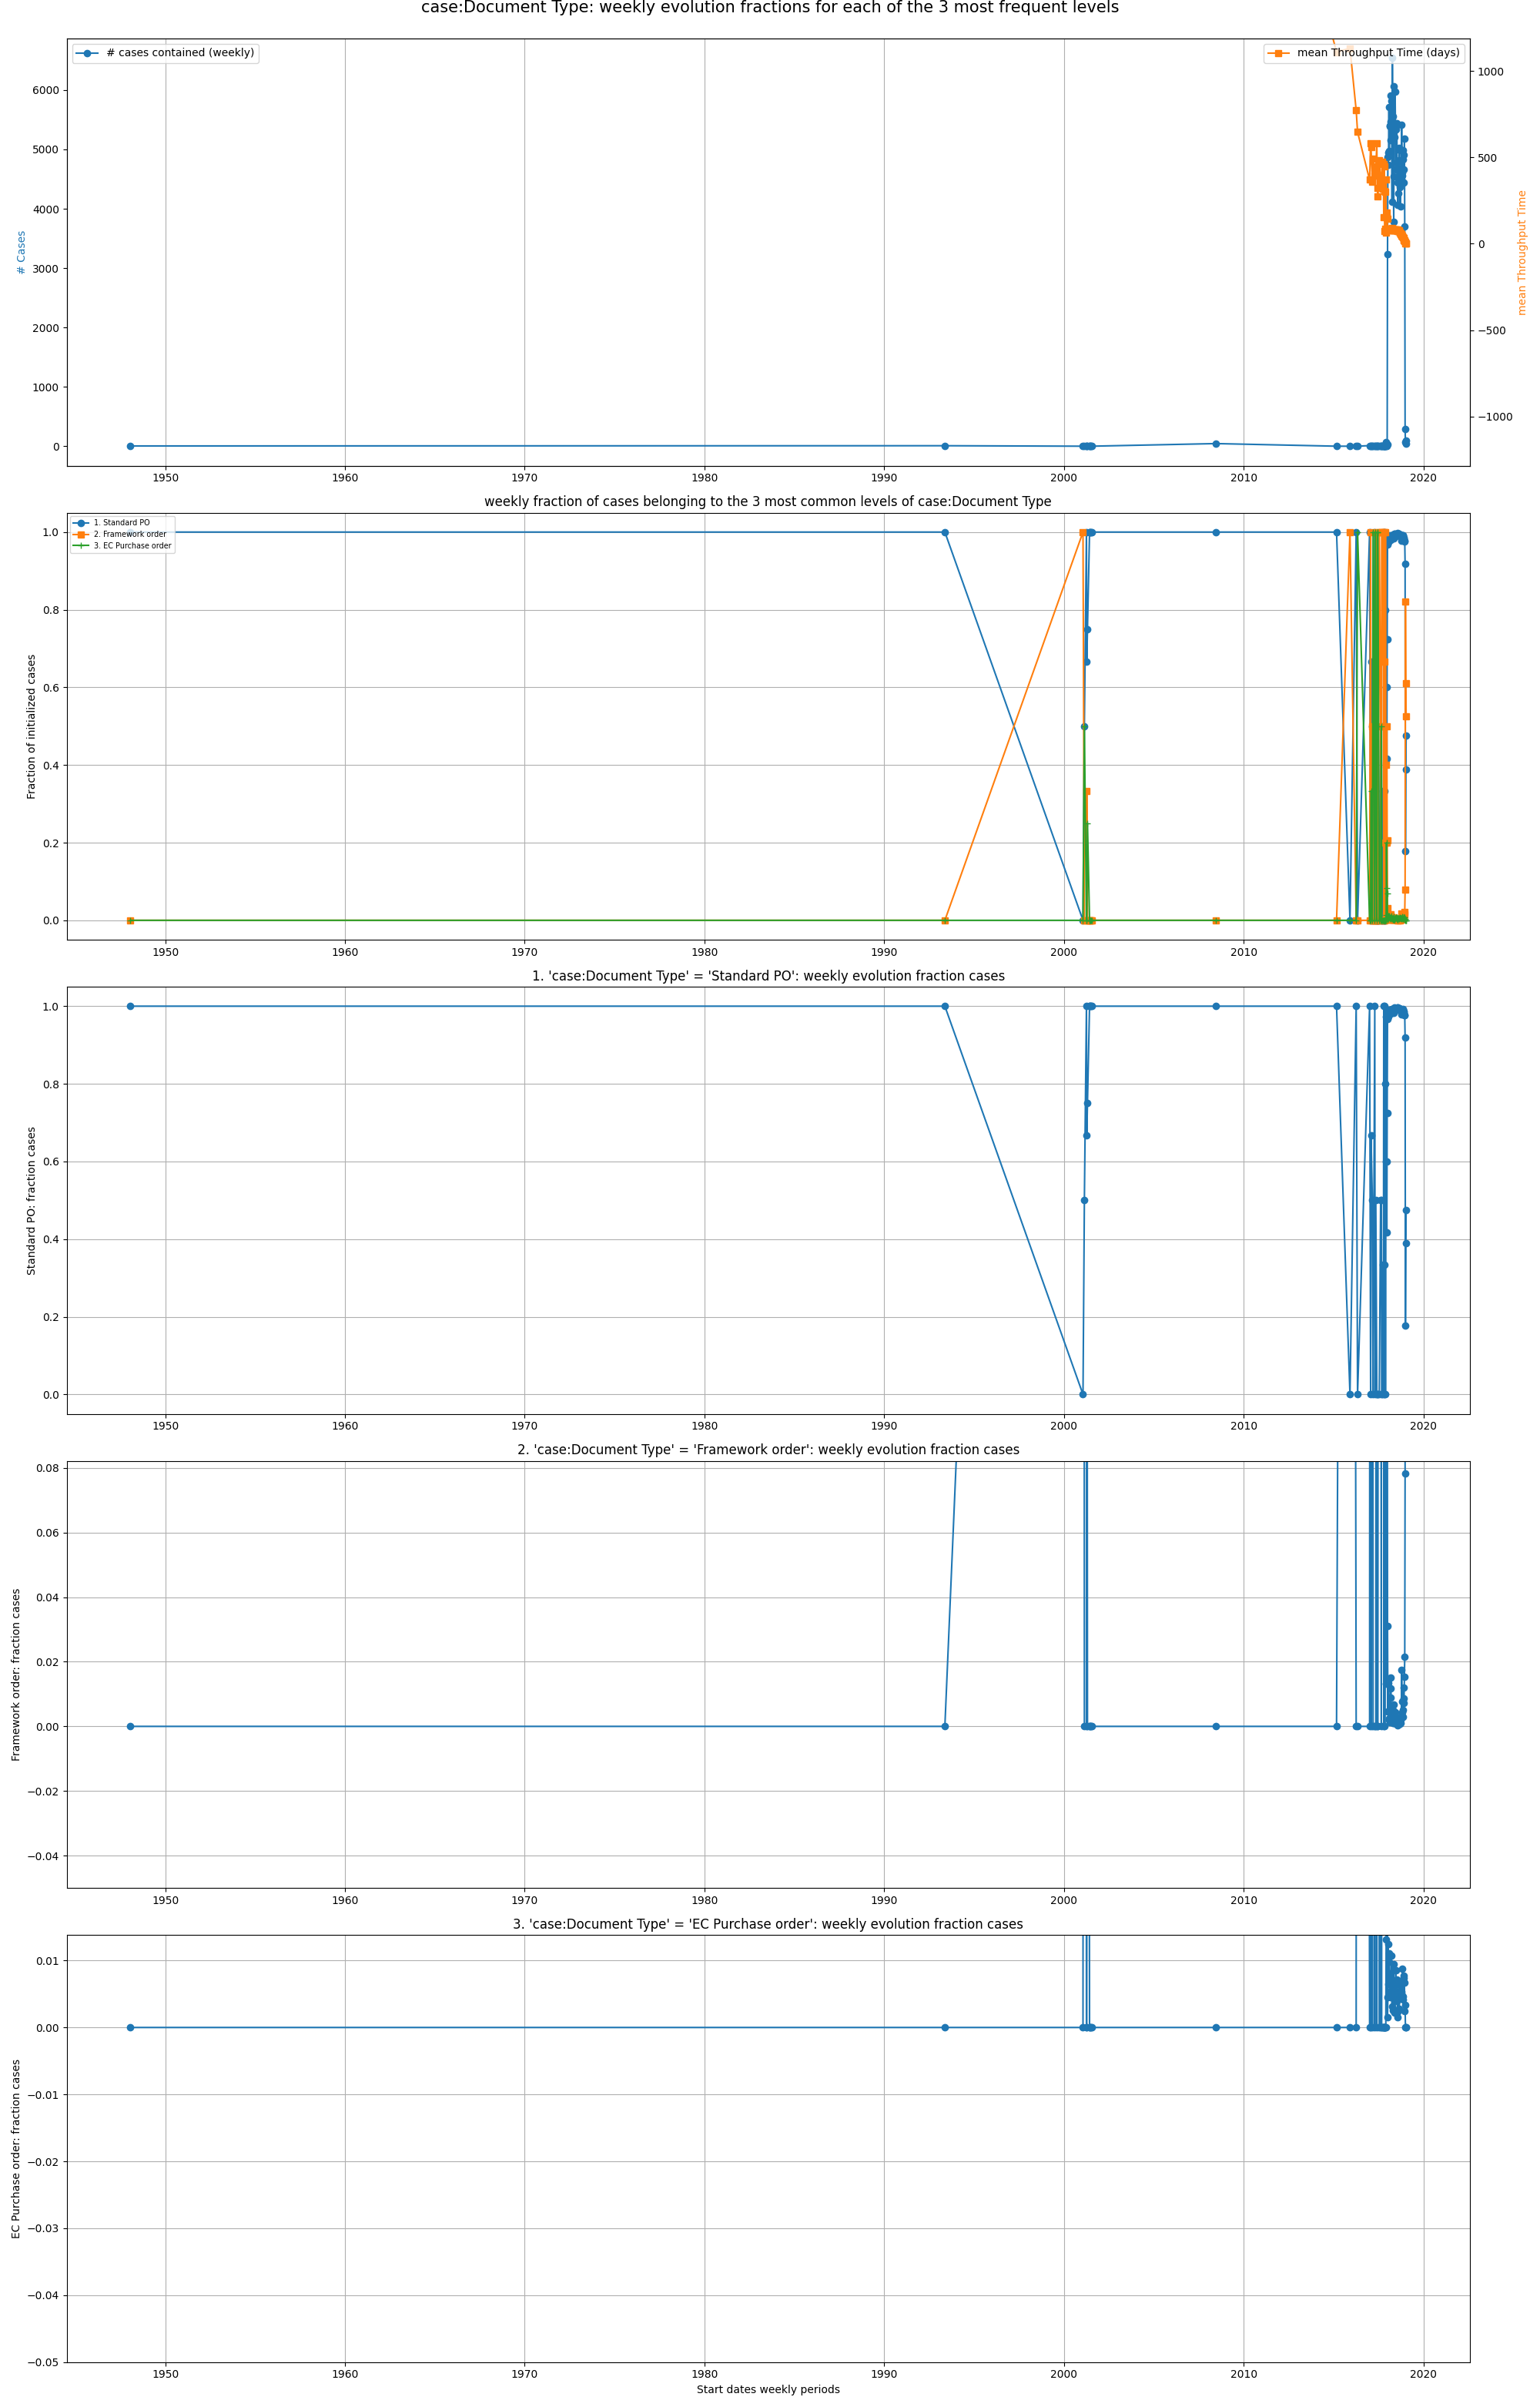 case:Document Type: weekly evolution fractions for each of the 3 most frequent levels
# cases contained (weekly)
mean Throughput Time (days)
# Cases
mean Throughput Time
6000
5000
4000
3000
2000
1000
0
1000
500
0
−500
−1000
1950 1960 1970 1980 1990 2000 2010 2020
weekly fraction of cases belonging to the 3 most common levels of case:Document Type
1. Standard PO
2. Framework order
3. EC Purchase order
Fraction of initialized cases
1.0
0.8
0.6
0.4
0.2
0.0
1950 1960 1970 1980 1990 2000 2010 2020
1. 'case:Document Type' = 'Standard PO': weekly evolution fraction cases
Standard PO: fraction cases
1.0
0.8
0.6
0.4
0.2
0.0
1950 1960 1970 1980 1990 2000 2010 2020
2. 'case:Document Type' = 'Framework order': weekly evolution fraction cases
Framework order: fraction cases
0.08
0.06
0.04
0.02
0.00
−0.02
−0.04
1950 1960 1970 1980 1990 2000 2010 2020
3. 'case:Document Type' = 'EC Purchase order': weekly evolution fraction cases
EC Purchase order: fraction cases
0.01
0.00
−0.01
−0.02
−0.03
−0.04
−0.05
1950 1960 1970 1980 1990 2000 2010 2020
Start dates weekly periods